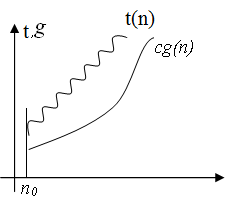 t,g
t(n)
cg(n)
n₀